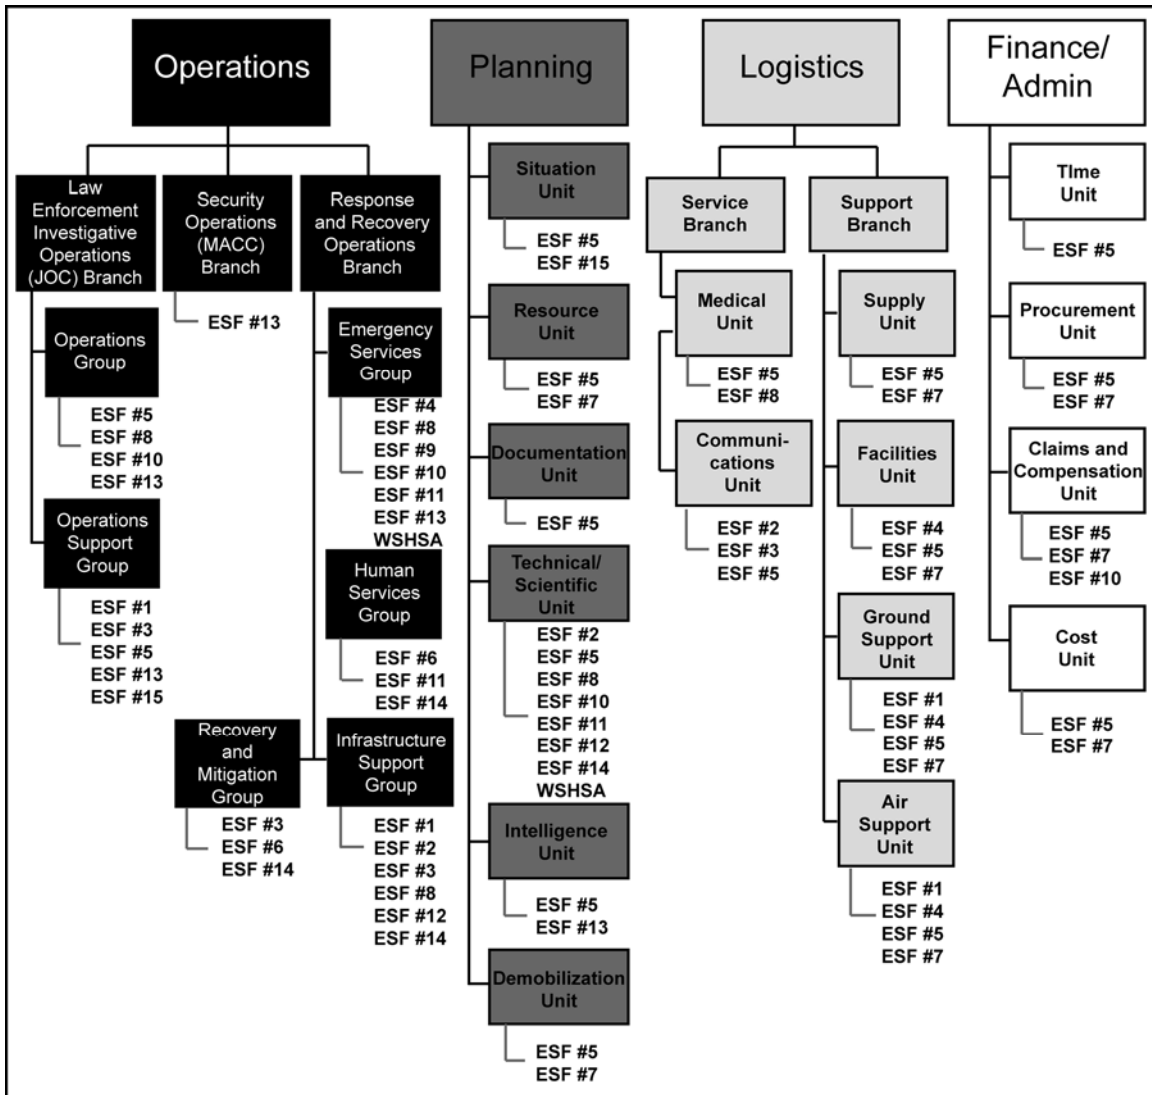 Operations
Law
Enforcement
Investigative
Operations
(JOC) Branch
Operations
Group
ESF #5
ESF #8
ESF #10
ESF #13
Operations
Support
Group
ESF #1
ESF #3
ESF #5
ESF #13
ESF #15
Security
Operations
(MACC)
Branch
ESF #13
Response
and Recovery
Operations
Branch
Emergency
Services
Group
ESF #4
ESF #8
ESF #9
ESF #10
ESF #11
ESF #13
WSHSA
Human
Services
Group
ESF #6
ESF #11
ESF #14
Recovery
and
Mitigation
Group
ESF #3
ESF #6
ESF #14
Infrastructure
Support
Group
ESF #1
ESF #2
ESF #3
ESF #8
ESF #12
ESF #14
Planning
Situation
Unit
ESF #5
ESF #15
Resource
Unit
ESF #5
ESF #7
Documentation
Unit
ESF #5
Technical/
Scientific
Unit
ESF #2
ESF #5
ESF #8
ESF #10
ESF #11
ESF #12
ESF #14
WSHSA
Intelligence
Unit
ESF #5
ESF #13
Demobilization
Unit
ESF #5
ESF #7
Logistics
Service
Branch
Medical
Unit
ESF #5
ESF #8
Communi-
cations
Unit
ESF #2
ESF #3
ESF #5
Support
Branch
Supply
Unit
ESF #5
ESF #7
Facilities
Unit
ESF #4
ESF #5
ESF #7
Ground
Support
Unit
ESF #1
ESF #4
ESF #5
ESF #7
Air
Support
Unit
ESF #1
ESF #4
ESF #5
ESF #7
Finance/
Admin
TIme
Unit
ESF #5
Procurement
Unit
ESF #5
ESF #7
Claims and
Compensation
Unit
ESF #5
ESF #7
ESF #10
Cost
Unit
ESF #5
ESF #7